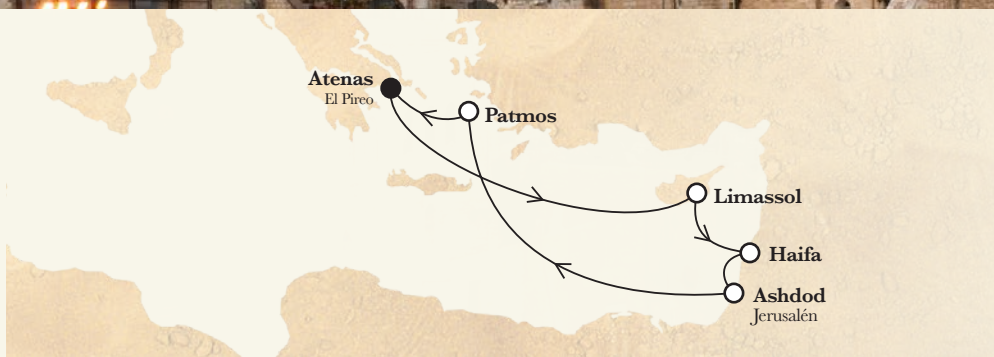 Atenas
El Pireo
Patmos
Limassol
Haifa
Ashdod
Jerusalén